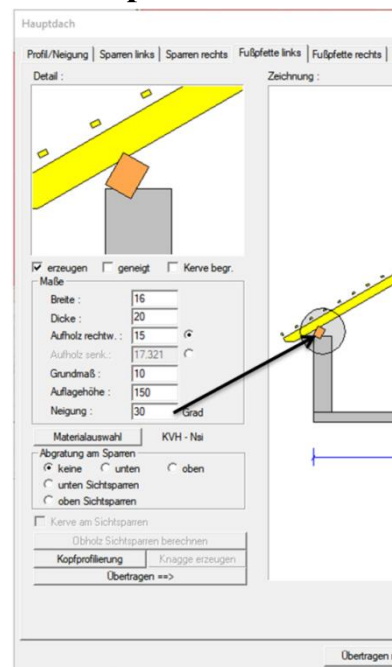 Hauptdach
Profil/Neigung Sparren links Sparren rechts Fußpfette links Fußpfette rechts
Detail :
Zeichnung :
erzeugen geneigt Kerve begr.
Maße
Breite : 16
Dicke : 20
Aufholz rechtw. : 15
Aufholz senk.: 17.321
Grundmaß : 10
Auflagehöhe : 150
Neigung : 30 Grad
Materialauswahl KVH - Nsi
Abgratung am Sparren
keine unten oben
unten Sichtsparren
oben Sichtsparren
Kerve am Sichtsparren
Obholz Sichtsparren berechnen
Kopfprofilierung Knagge erzeugen
Übertragen ==>
Übertragen